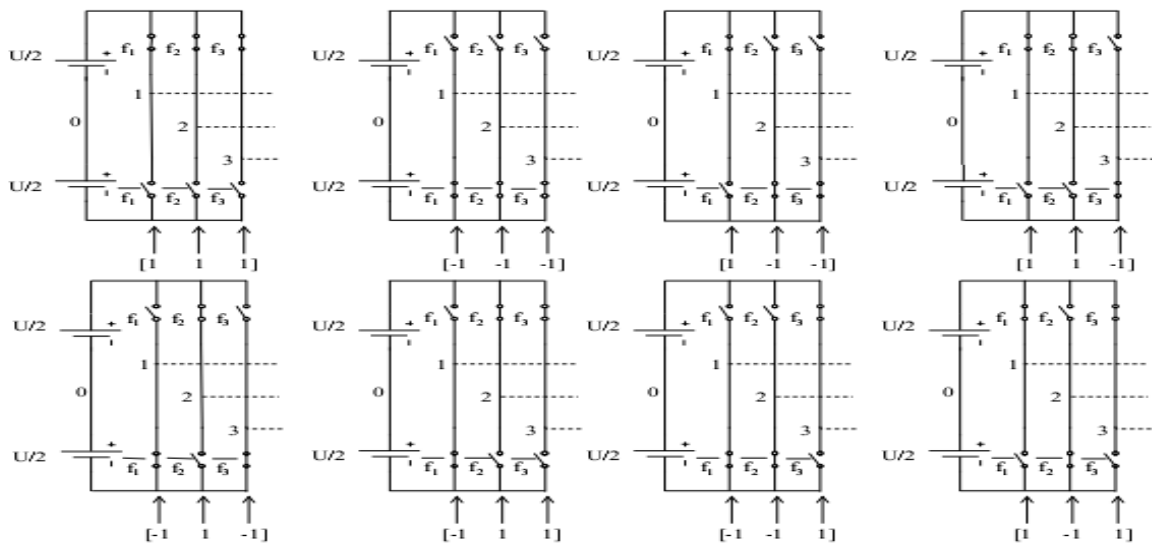 f₁ f₂ f₃ f₁ f₂ f₃ f₁ f₂ f₃ f₁ f₂ f₃
U/2 + U/2 + U/2 + U/2 +
1 1 1 1
0 2 0 2 0 2 0 2
3 3 3 3
U/2 + U/2 + U/2 + U/2 +
f₁ f₂ f₃ f₁ f₂ f₃ f₁ f₂ f₃ f₁ f₂ f₃
[1 1 1] [-1 -1 -1] [1 -1 -1] [1 1 -1]
f₁ f₂ f₃ f₁ f₂ f₃ f₁ f₂ f₃ f₁ f₂ f₃
U/2 + U/2 + U/2 + U/2 +
1 1 1 1
0 2 0 2 0 2 0 2
3 3 3 3
U/2 + U/2 + U/2 + U/2 +
f₁ f₂ f₃ f₁ f₂ f₃ f₁ f₂ f₃ f₁ f₂ f₃
[-1 1 -1] [-1 1 1] [-1 -1 1] [1 -1 1]